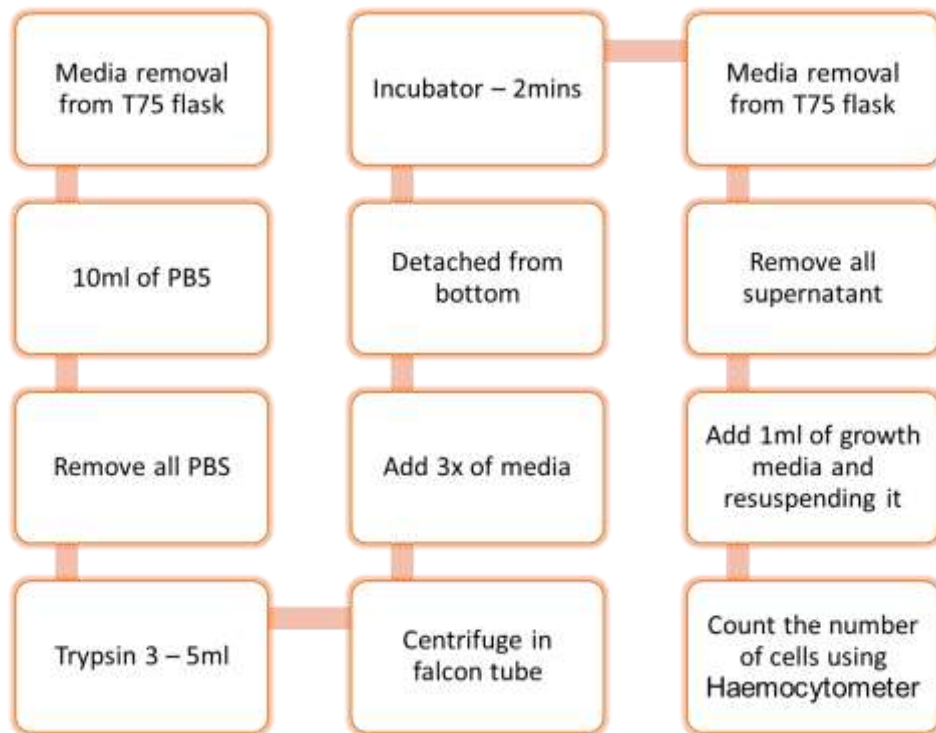 Media removal
from T75 flask
10ml of PB5
Remove all PBS
Trypsin 3 – 5ml
Centrifuge in
falcon tube
Add 3x of media
Detached from
bottom
Incubator – 2mins
Media removal
from T75 flask
Remove all
supernatant
Add 1ml of growth
media and
resuspending it
Count the number
of cells using
Haemocytometer